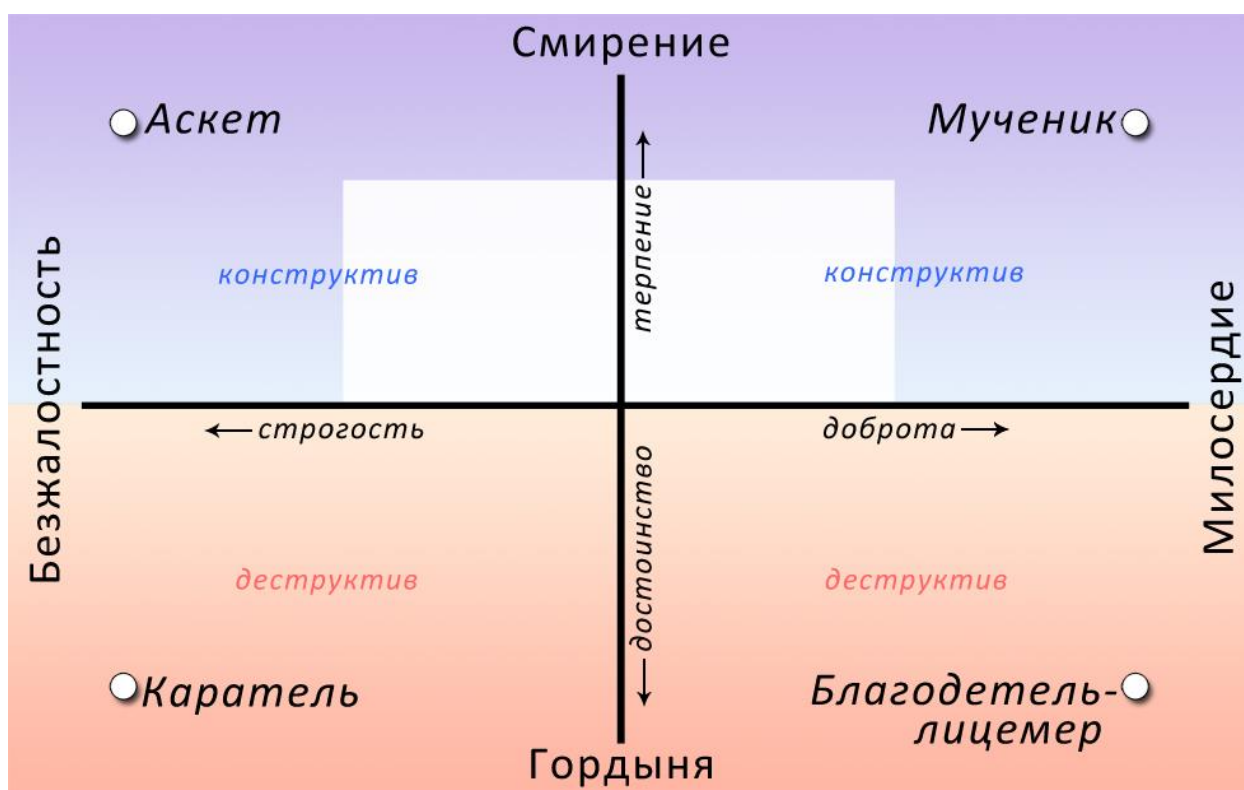 Смирение
Аскет
Мученик
терпение
конструктив
конструктив
Безжалостность
Милосердие
← строгость
доброта →
достоинство
деструктив
деструктив
Каратель
Благодетель-
лицемер
Гордыня